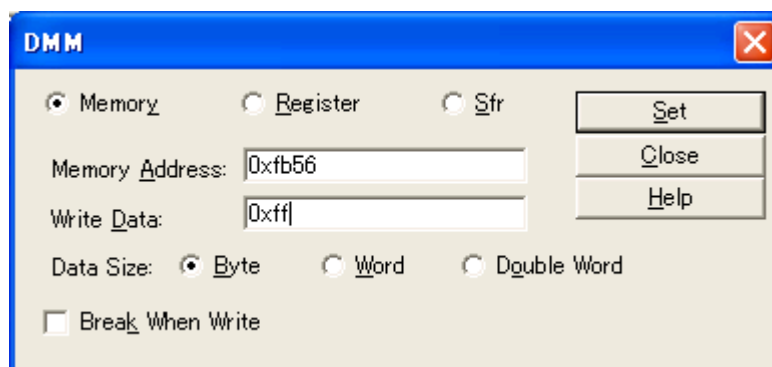 DMM
Memory Register Sfr Set
Memory Address: 0xfb56 Close
Write Data: 0xff Help
Data Size: Byte Word Double Word
Break When Write